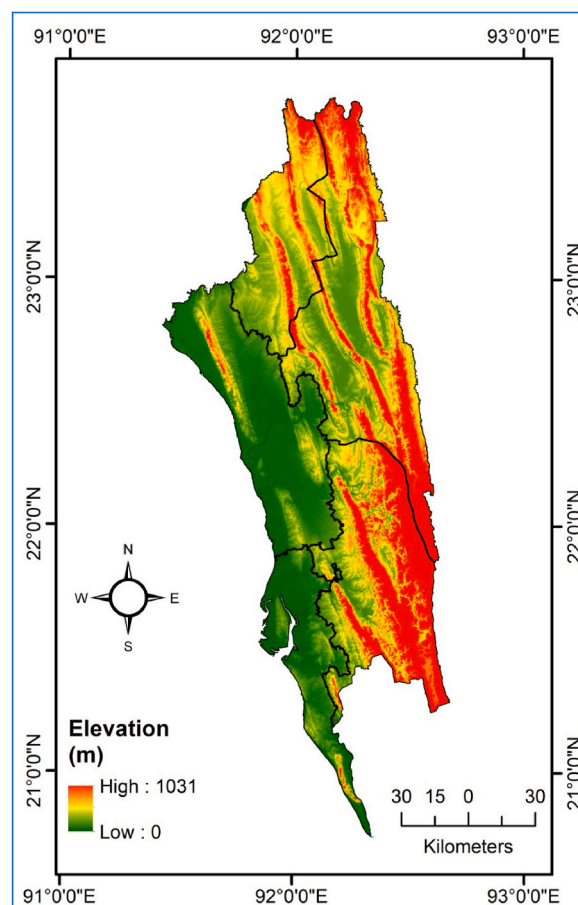 91°0'0"E 92°0'0"E 93°0'0"E
23°0'0"N 23°0'0"N
22°0'0"N 22°0'0"N
N
W E
S
21°0'0"N 21°0'0"N
Elevation
(m)
High : 1031
Low : 0
30 15 0 30
Kilometers
91°0'0"E 92°0'0"E 93°0'0"E